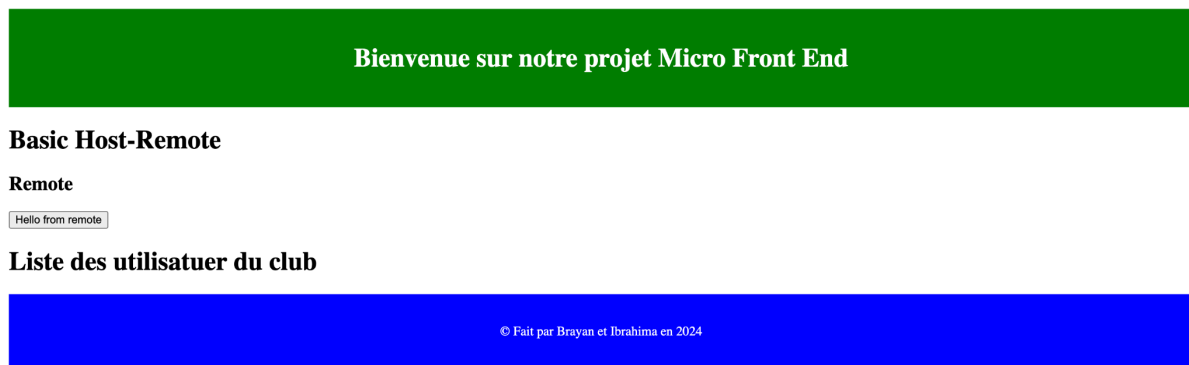 Bienvenue sur notre projet Micro Front End
Basic Host-Remote
Remote
Hello from remote
Liste des utilisatuer du club
© Fait par Brayan et Ibrahima en 2024